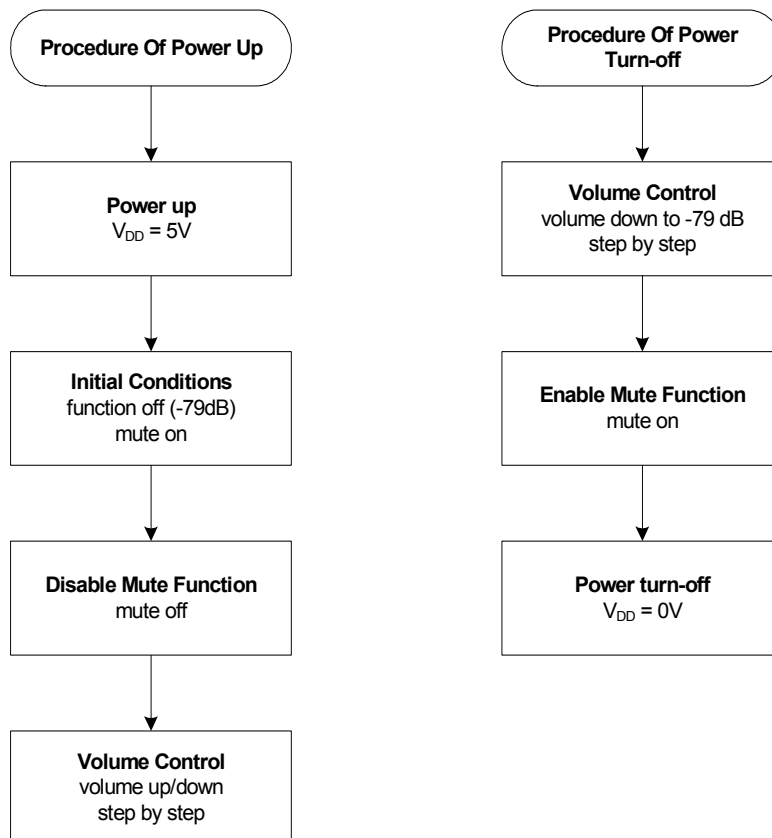 Procedure Of Power Up
Power up
V_DD = 5V
Initial Conditions
function off (-79dB)
mute on
Disable Mute Function
mute off
Volume Control
volume up/down
step by step
Procedure Of Power
Turn-off
Volume Control
volume down to -79 dB
step by step
Enable Mute Function
mute on
Power turn-off
V_DD = 0V